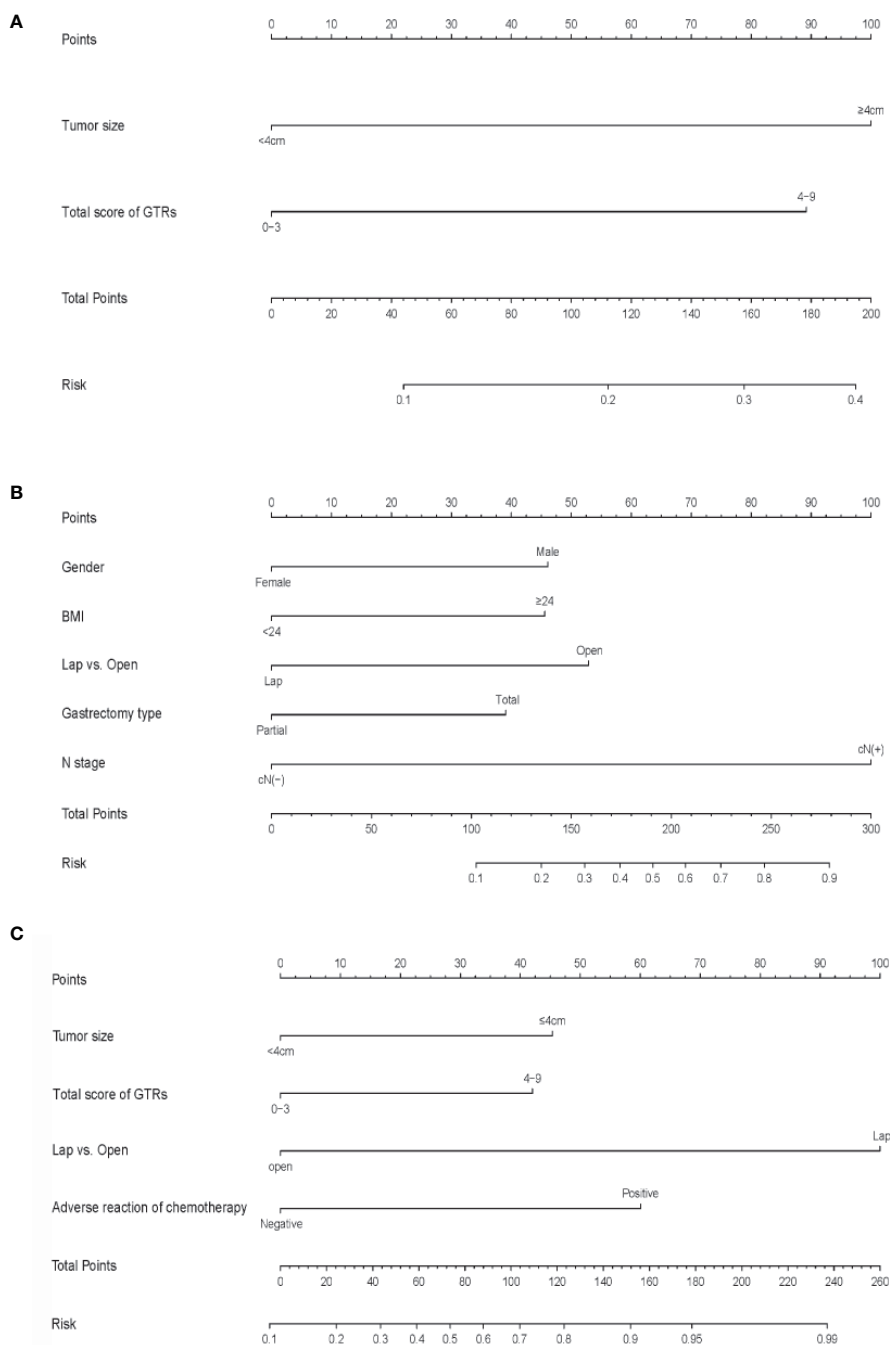 A
0 10 20 30 40 50 60 70 80 90 100
Points
≥4cm
Tumor size
<4cm
4−9
Total score of GTRs
0−3
Total Points
0 20 40 60 80 100 120 140 160 180 200
Risk
0.1 0.2 0.3 0.4
B
0 10 20 30 40 50 60 70 80 90 100
Points
Male
Gender
Female
≥24
BMI
<24
Open
Lap vs. Open
Lap
Total
Gastrectomy type
Partial
cN(+)
N stage
cN(−)
Total Points
0 50 100 150 200 250 300
Risk
0.1 0.2 0.3 0.4 0.5 0.6 0.7 0.8 0.9
C
0 10 20 30 40 50 60 70 80 90 100
Points
≤4cm
Tumor size
<4cm
4−9
Total score of GTRs
0−3
Lap
Lap vs. Open
open
Positive
Adverse reaction of chemotherapy
Negative
Total Points
0 20 40 60 80 100 120 140 160 180 200 220 240 260
Risk
0.1 0.2 0.3 0.4 0.5 0.6 0.7 0.8 0.9 0.95 0.99